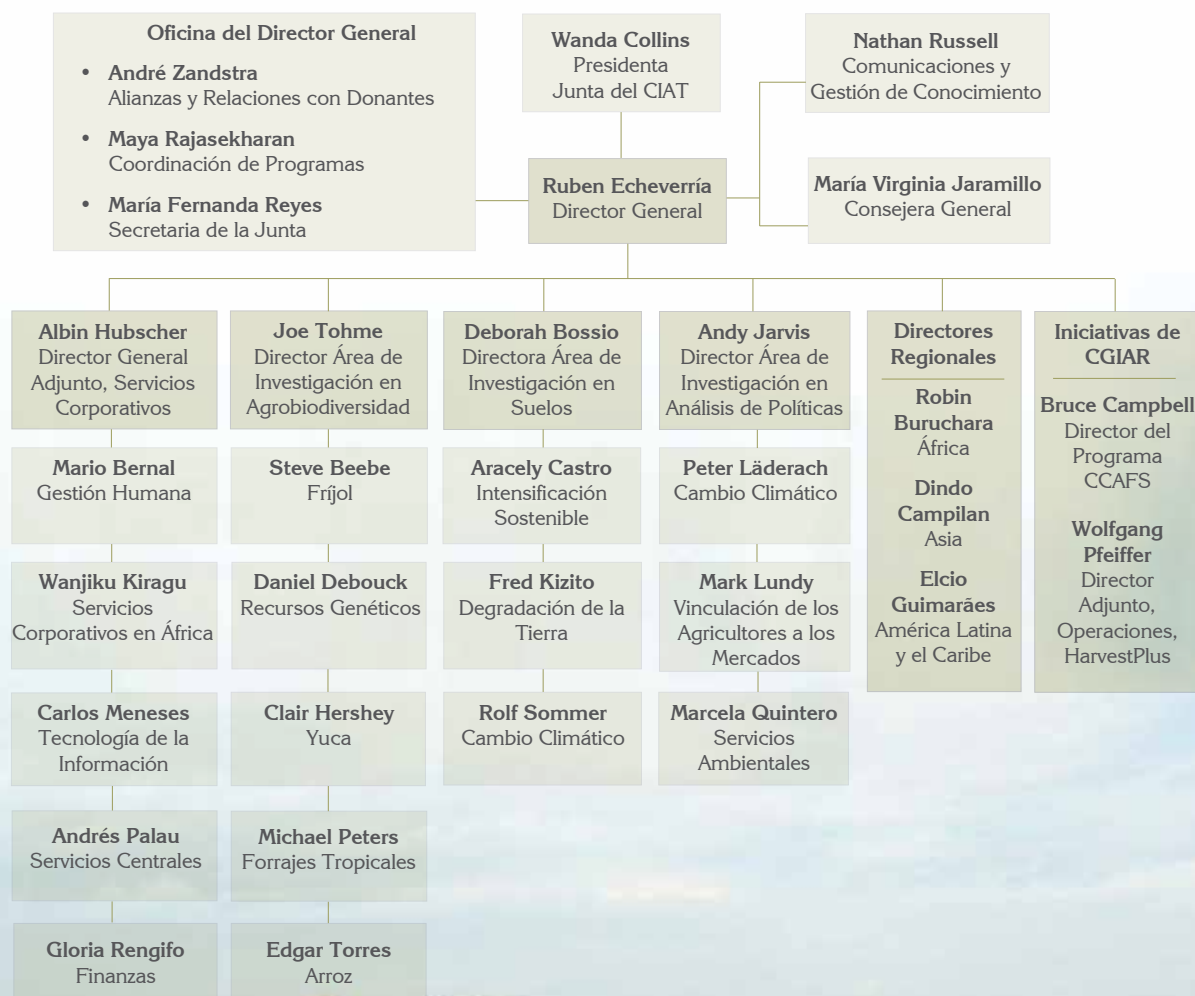 Oficina del Director General
• André Zandstra
Alianzas y Relaciones con Donantes
• Maya Rajasekharan
Coordinación de Programas
• María Fernanda Reyes
Secretaria de la Junta
Wanda Collins
Presidenta
Junta del CIAT
Nathan Russell
Comunicaciones y
Gestión de Conocimiento
Ruben Echeverría
Director General
María Virginia Jaramillo
Consejera General
Albin Hubscher
Director General
Adjunto, Servicios
Corporativos
Mario Bernal
Gestión Humana
Wanjiku Kiragu
Servicios
Corporativos en África
Carlos Meneses
Tecnología de la
Información
Andrés Palau
Servicios Centrales
Gloria Rengifo
Finanzas
Joe Tohme
Director Área de
Investigación en
Agrobiodiversidad
Steve Beebe
Fríjol
Daniel Debouck
Recursos Genéticos
Clair Hershey
Yuca
Michael Peters
Forrajes Tropicales
Edgar Torres
Arroz
Deborah Bossio
Directora Área de
Investigación en
Suelos
Aracely Castro
Intensificación
Sostenible
Fred Kizito
Degradación de la
Tierra
Rolf Sommer
Cambio Climático
Andy Jarvis
Director Área de
Investigación en
Análisis de Políticas
Peter Läderach
Cambio Climático
Mark Lundy
Vinculación de los
Agricultores a los
Mercados
Marcela Quintero
Servicios
Ambientales
Directores
Regionales
Robin
Buruchara
África
Dindo
Campilan
Asia
Elcio
Guimarães
América Latina
y el Caribe
Iniciativas de
CGIAR
Bruce Campbell
Director del
Programa
CCAFS
Wolfgang
Pfeiffer
Director
Adjunto,
Operaciones,
HarvestPlus